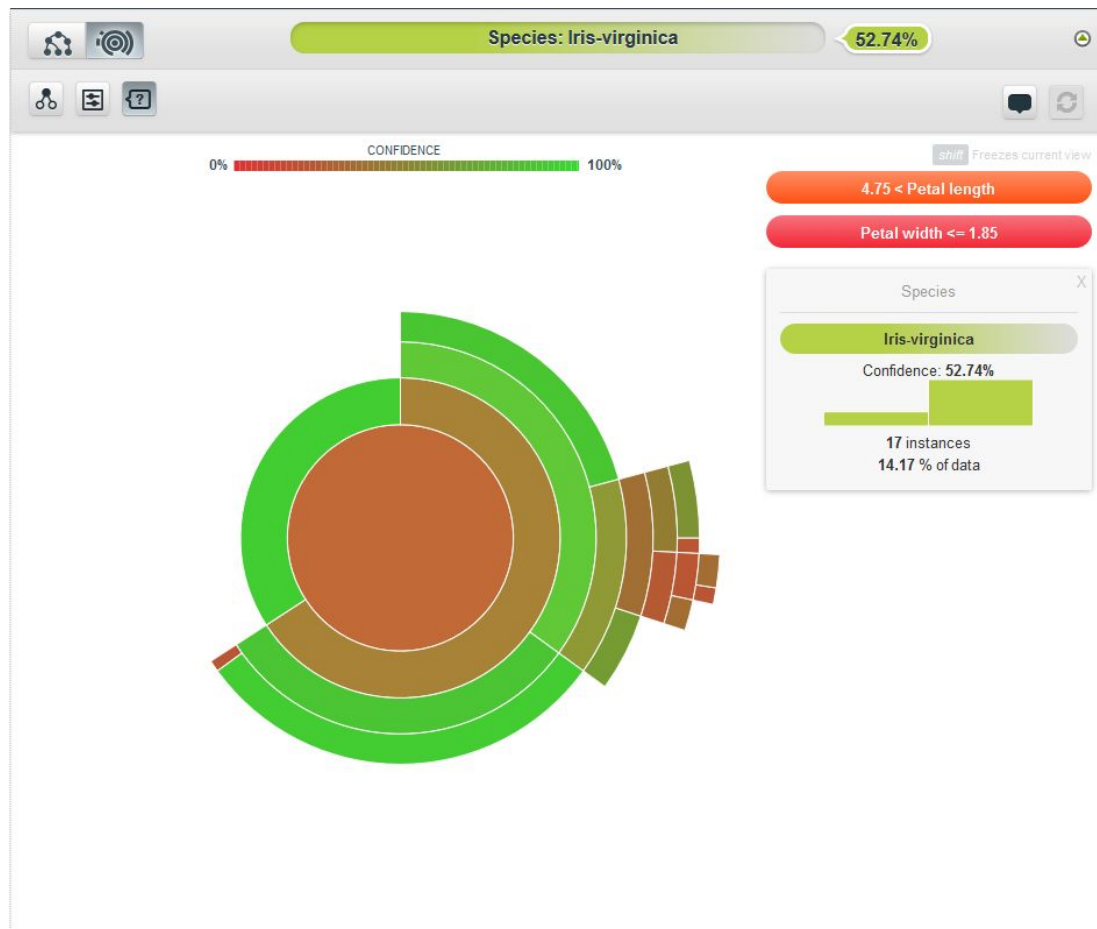 Species: Iris-virginica
52.74%
?
CONFIDENCE
0%
100%
shift Freezes current view
4.75 < Petal length
Petal width <= 1.85
X
Species
Iris-virginica
Confidence: 52.74%
17 instances
14.17 % of data